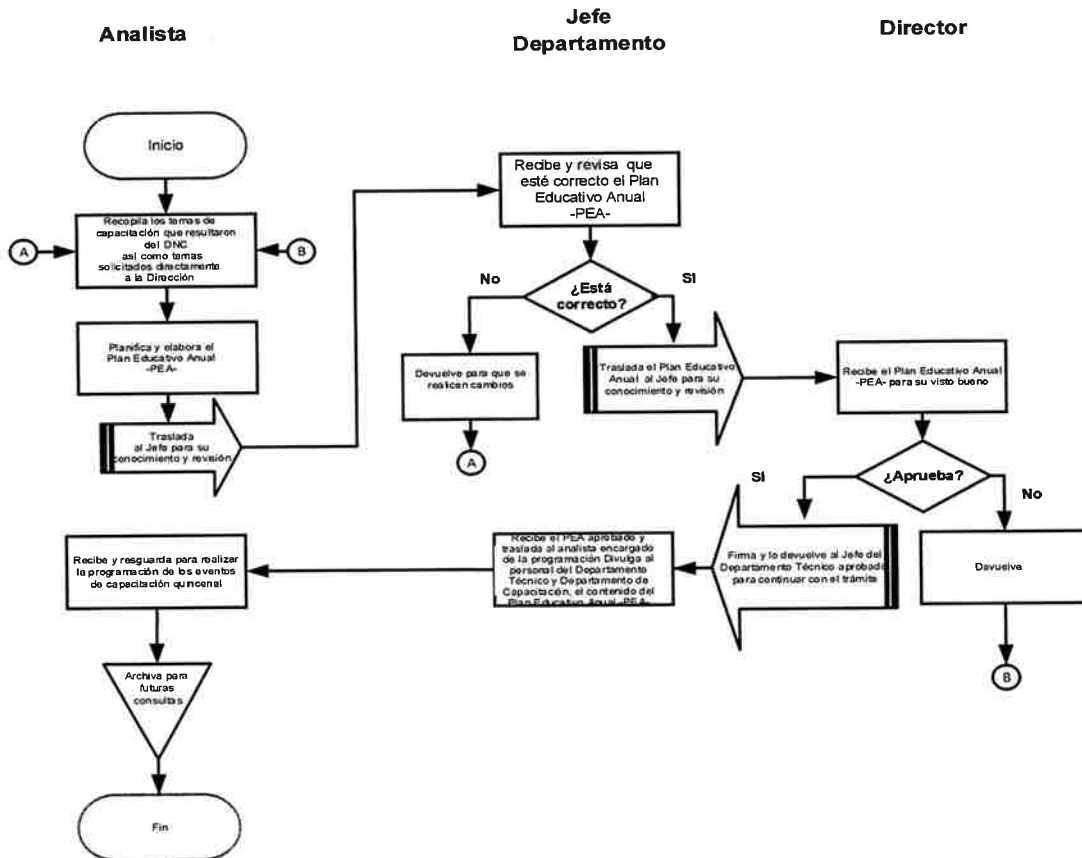 Analista
Jefe
Departamento
Director
Inicio
Recopila los temas de
capacitación que resultaron
del DNC
así como temas
solicitados directamente
a la Dirección
A
B
Planifica y elabora el
Plan Educativo Anual
-PEA-
Traslada
al Jefe para su
conocimiento y revisión
Recibe y revisa que
esté correcto el Plan
Educativo Anual
-PEA-
¿Está
correcto?
No
SI
Devuelve para que se
realicen cambios
A
Traslada el Plan Educativo
Anual al Jefe para su
conocimiento y revisión
Recibe el Plan Educativo Anual
-PEA- para su visto bueno
¿Aprueba?
SI
No
Devuelve
B
Firma y lo devuelve al Jefe del
Departamento Técnico aprobado
para continuar con el trámite
Recibe el PEA aprobado y
traslada al analista encargado
de la programación Divulga al
personal del Departamento
Técnico y Departamento de
Capacitación, el contenido del
Plan Educativo Anual -PEA-
Recibe y resguarda para realizar
la programación de los eventos
de capacitación quincenal
Archiva para
futuras
consultas
Fin